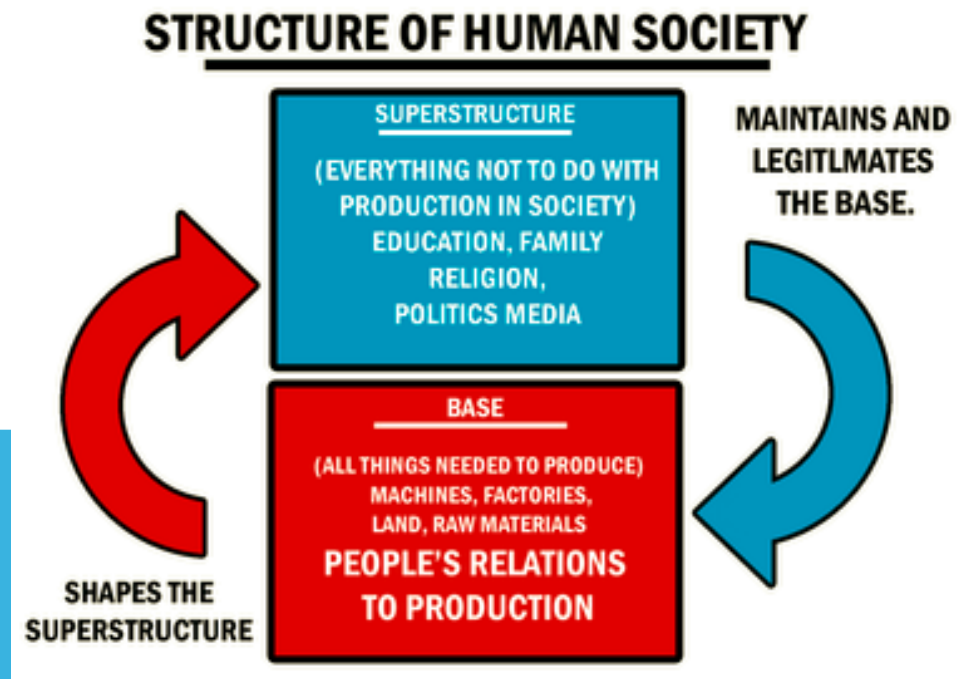 STRUCTURE OF HUMAN SOCIETY
SUPERSTRUCTURE
(EVERYTHING NOT TO DO WITH
PRODUCTION IN SOCIETY)
EDUCATION, FAMILY
RELIGION,
POLITICS MEDIA
MAINTAINS AND
LEGITLMATES
THE BASE.
BASE
(ALL THINGS NEEDED TO PRODUCE)
MACHINES, FACTORIES,
LAND, RAW MATERIALS
PEOPLE'S RELATIONS
TO PRODUCTION
SHAPES THE
SUPERSTRUCTURE